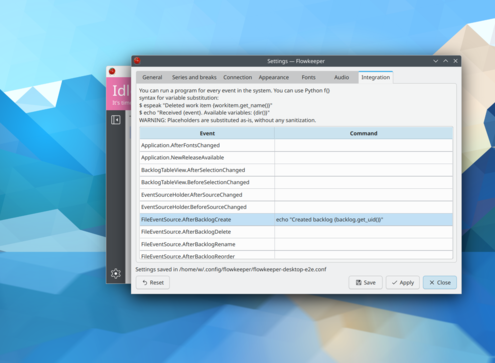 Settings — Flowkeeper
Idl
General Series and breaks Connection Appearance Fonts Audio Integration
You can run a program for every event in the system. You can use Python f{}
syntax for variable substitution:
$ espeak "Deleted work item {workitem.get_name()}"
$ echo "Received {event}. Available variables: {dir()}"
WARNING: Placeholders are substituted as-is, without any sanitization.
Event Command
Application.AfterFontsChanged
Application.NewReleaseAvailable
BacklogTableView.AfterSelectionChanged
BacklogTableView.BeforeSelectionChanged
EventSourceHolder.AfterSourceChanged
EventSourceHolder.BeforeSourceChanged
FileEventSource.AfterBacklogCreate echo "Created backlog {backlog.get_uid()}"
FileEventSource.AfterBacklogDelete
FileEventSource.AfterBacklogRename
FileEventSource.AfterBacklogReorder
Settings saved in /home/w/.config/flowkeeper/flowkeeper-desktop-e2e.conf
Reset Save Apply Close